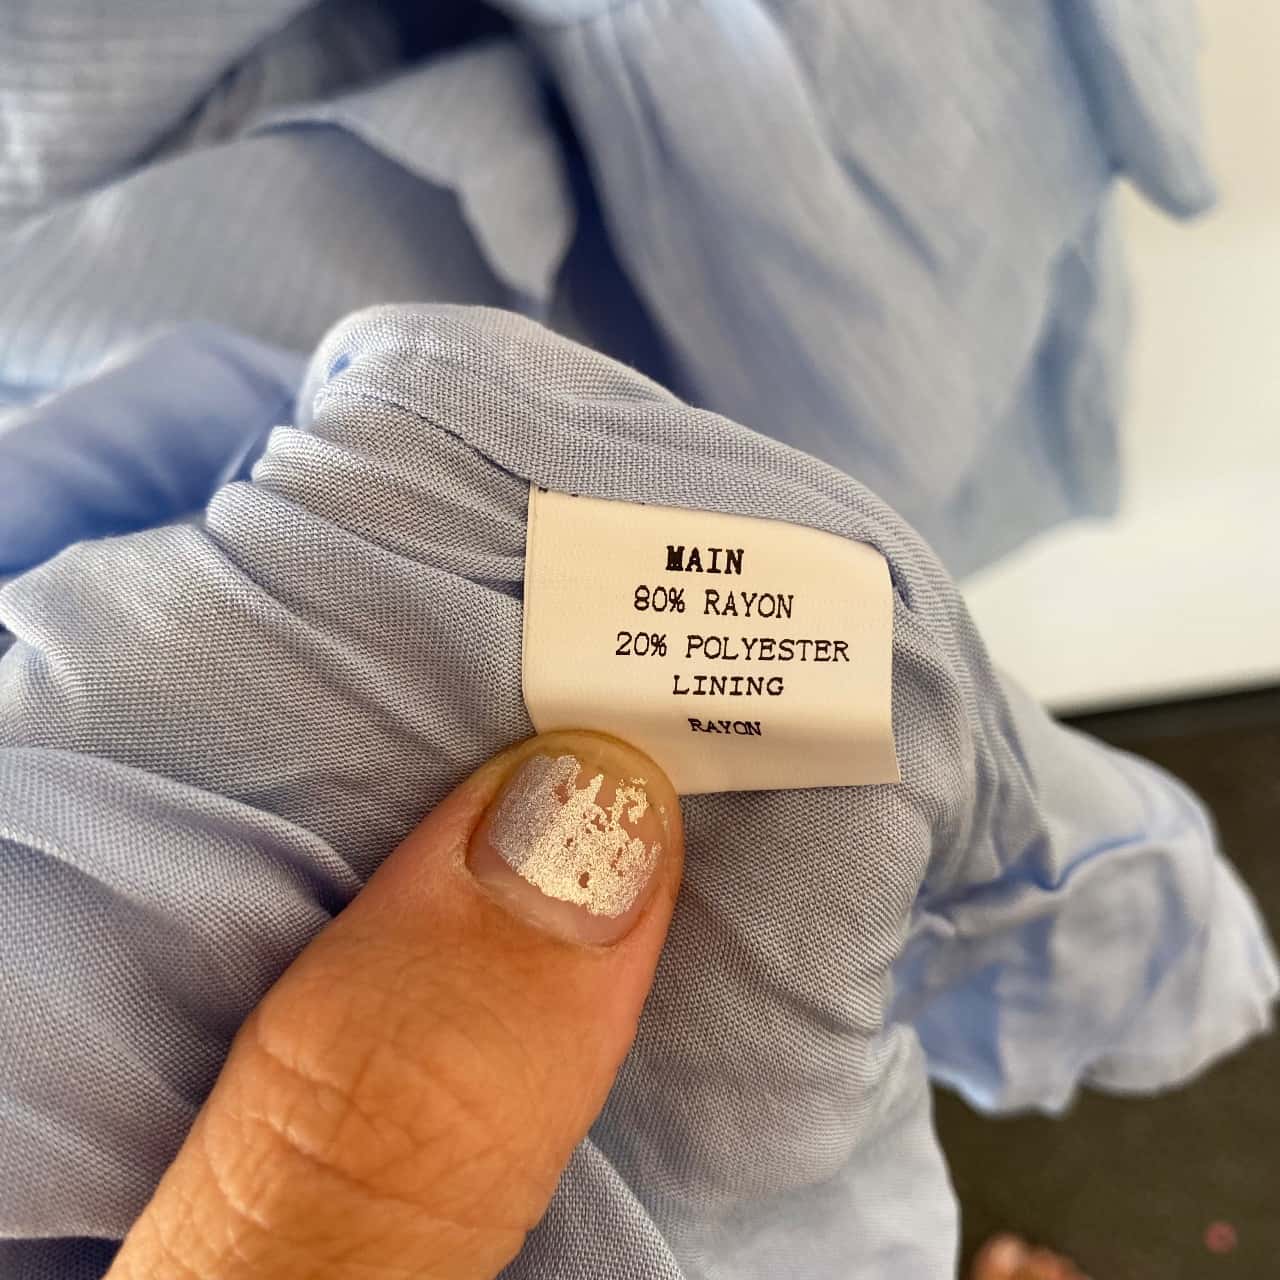 MAIN
80% RAYON
20% POLYESTER
LINING
RAYON